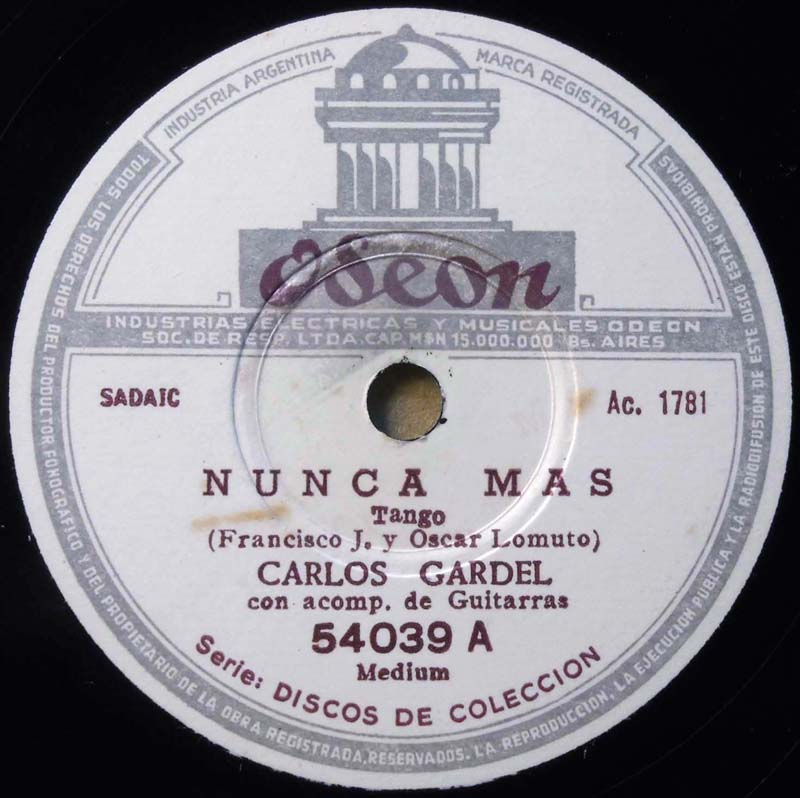 INDUSTRIA ARGENTINA
MARCA REGISTRADA
Odeon
INDUSTRIAS ELECTRICAS Y MUSICALES ODEON
SOC. DE RESP. LTDA. CAP. M$N 15.000.000 Bs. AIRES
SADAIC
Ac. 1781
NUNCA MAS
Tango
(Francisco J. y Oscar Lomuto)
CARLOS GARDEL
con acomp. de Guitarras
54039 A
Medium
Serie: DISCOS DE COLECCION
TODOS LOS DERECHOS DEL PRODUCTOR FONOGRAFICO Y DEL PROPIETARIO DE LA OBRA REGISTRADA, RESERVADOS. LA REPRODUCCION, LA EJECUCION PUBLICA Y LA RADIODIFUSION DE ESTE DISCO ESTAN PROHIBIDAS